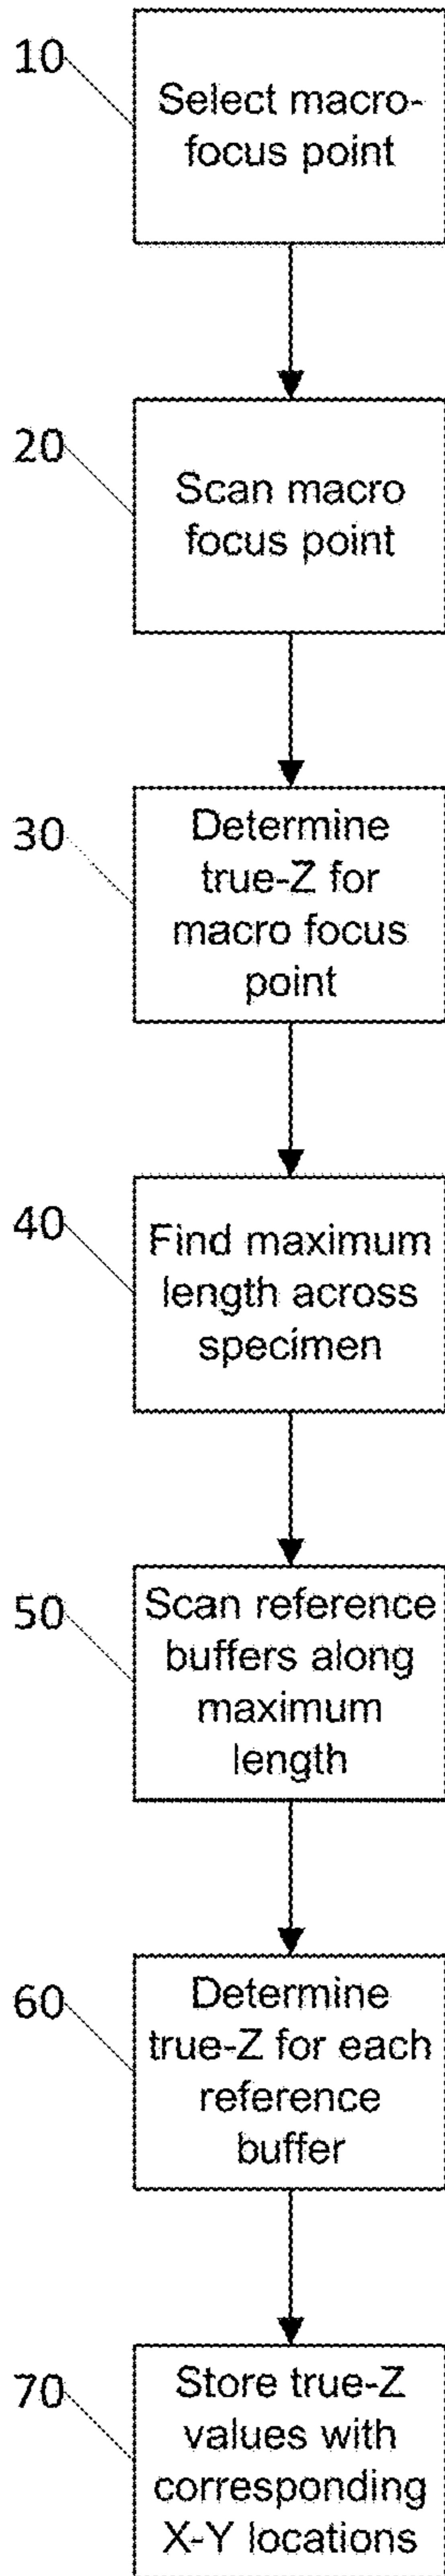 10
Select macro-
focus point
20
Scan macro
focus point
30
Determine
true-Z for
macro focus
point
40
Find maximum
length across
specimen
50
Scan reference
buffers along
maximum
length
60
Determine
true-Z for each
reference
buffer
70
Store true-Z
values with
corresponding
X-Y locations